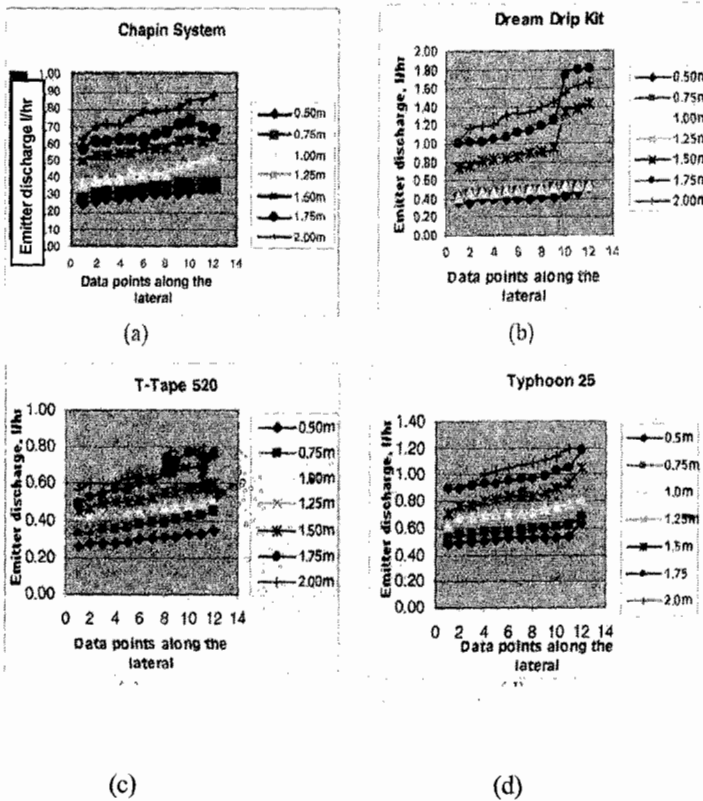 Chapin System
Emitter discharge l/hr
1.00
.90
.80
.70
.60
.50
.40
.30
.20
.10
.00
0 2 4 6 8 10 12 14
Data points along the
lateral
0.50m
0.75m
1.00m
1.25m
1.50m
1.75m
2.00m
(a)
Dream Drip Kit
Emitter discharge, l/hr
2.00
1.80
1.60
1.40
1.20
1.00
0.80
0.60
0.40
0.20
0.00
0 2 4 6 8 10 12 14
Data points along the
lateral
0.50m
0.75m
1.00m
1.25m
1.50m
1.75m
2.00m
(b)
T-Tape 520
Emitter discharge, l/hr
1.00
0.80
0.60
0.40
0.20
0.00
0 2 4 6 8 10 12 14
Data points along the
lateral
0.50m
0.75m
1.00m
1.25m
1.50m
1.75m
2.00m
(c)
Typhoon 25
Emitter discharge, l/hr
1.40
1.20
1.00
0.80
0.60
0.40
0.20
0.00
0 2 4 6 8 10 12 14
Data points along the
lateral
0.5m
0.75m
1.0m
1.25m
1.5m
1.75
2.0m
(d)